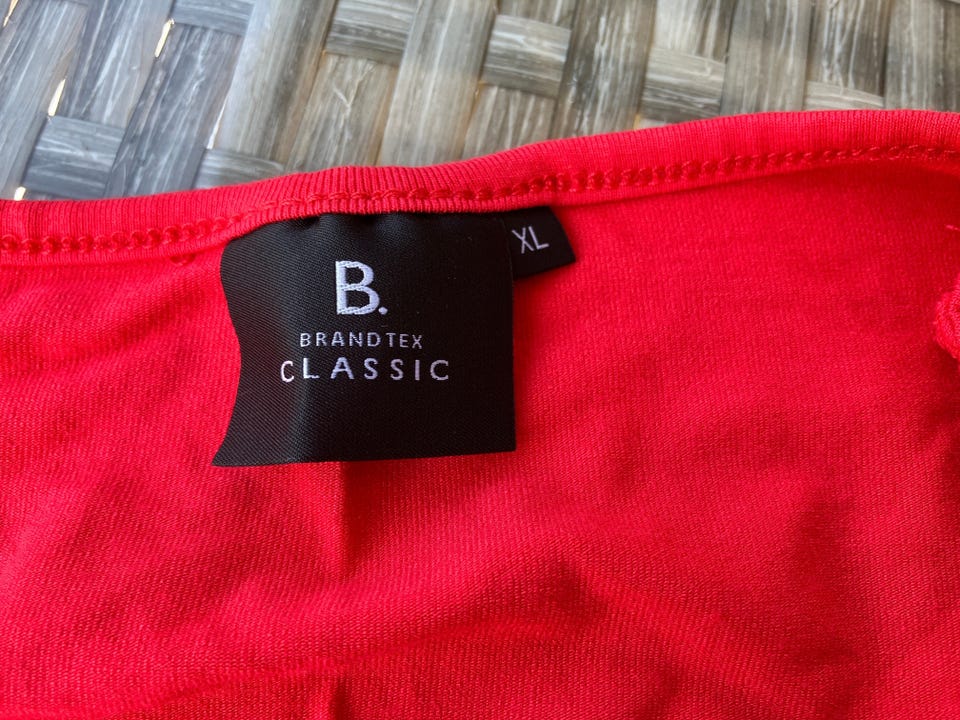 B.
BRANDTEX
CLASSIC
XL